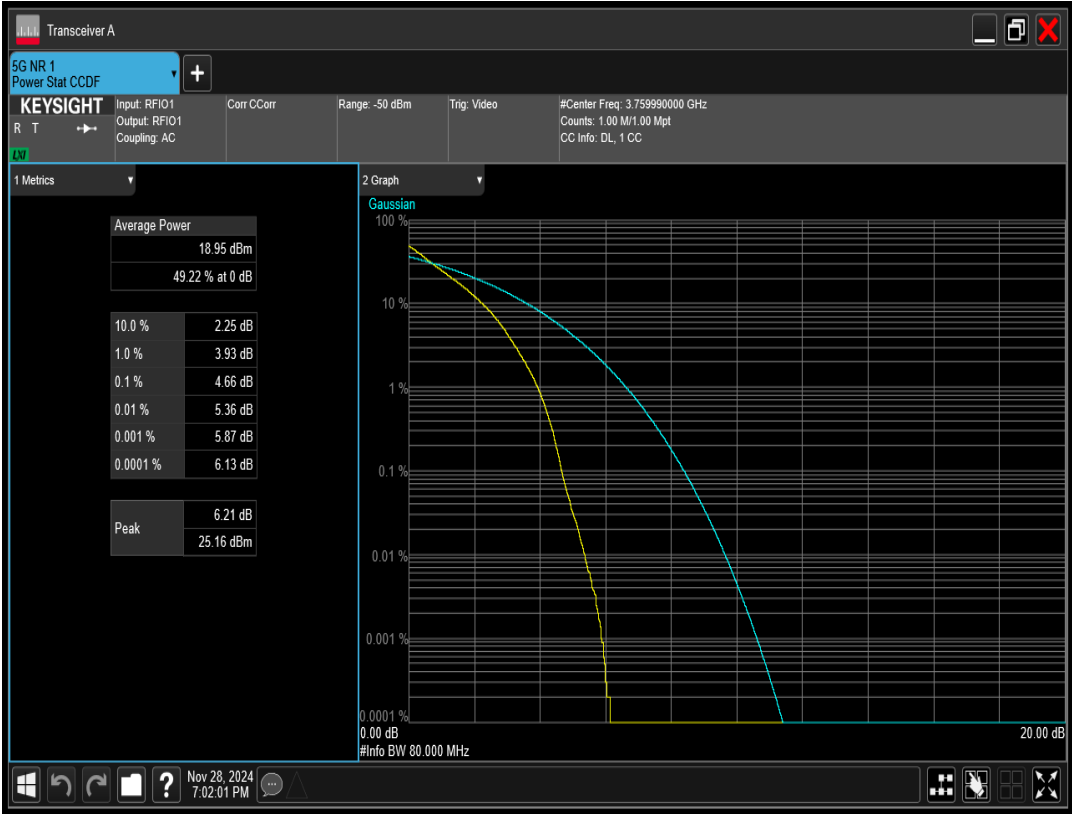 Transceiver A
5G NR 1
Power Stat CCDF
+
KEYSIGHT
R T
LXI
Input: RFIO1
Output: RFIO1
Coupling: AC
Corr CCorr
Range: -50 dBm
Trig: Video
#Center Freq: 3.759990000 GHz
Counts: 1.00 M/1.00 Mpt
CC Info: DL, 1 CC
1 Metrics
Average Power
18.95 dBm
49.22 % at 0 dB
10.0 % 2.25 dB
1.0 % 3.93 dB
0.1 % 4.66 dB
0.01 % 5.36 dB
0.001 % 5.87 dB
0.0001 % 6.13 dB
Peak
6.21 dB
25.16 dBm
2 Graph
Gaussian
100 %
10 %
1 %
0.1 %
0.01 %
0.001 %
0.0001 %
0.00 dB 20.00 dB
#Info BW 80.000 MHz
?
Nov 28, 2024
7:02:01 PM